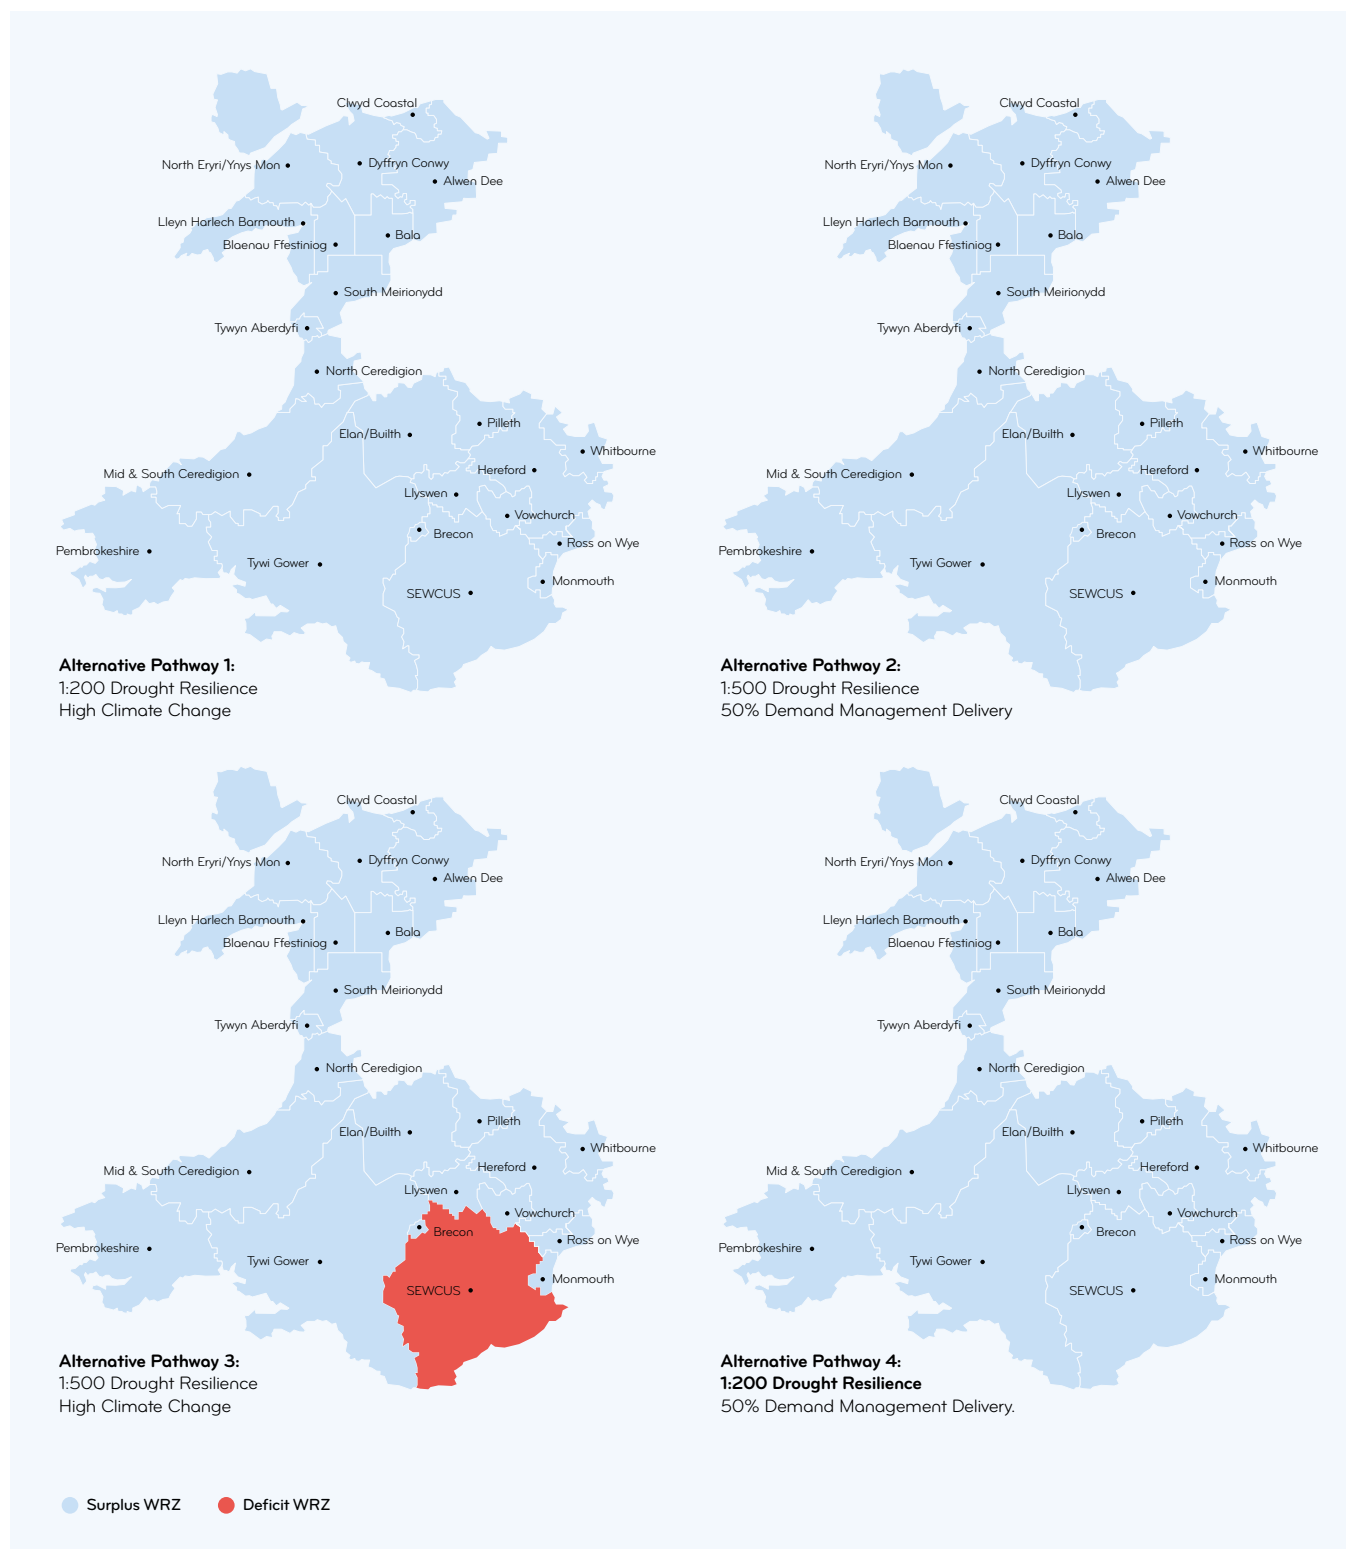 Clwyd Coastal
North Eryri/Ynys Mon
Dyffryn Conwy
Alwen Dee
Lleyn Harlech Barmouth
Bala
Blaenau Ffestiniog
South Meirionydd
Tywyn Aberdyfi
North Ceredigion
Pilleth
Elan/Builth
Whitbourne
Hereford
Mid & South Ceredigion
Llyswen
Vowchurch
Brecon
Ross on Wye
Pembrokeshire
Tywi Gower
Monmouth
SEWCUS
Alternative Pathway 1:
1:200 Drought Resilience
High Climate Change
Clwyd Coastal
North Eryri/Ynys Mon
Dyffryn Conwy
Alwen Dee
Lleyn Harlech Barmouth
Bala
Blaenau Ffestiniog
South Meirionydd
Tywyn Aberdyfi
North Ceredigion
Pilleth
Elan/Builth
Whitbourne
Hereford
Mid & South Ceredigion
Llyswen
Vowchurch
Brecon
Ross on Wye
Pembrokeshire
Tywi Gower
Monmouth
SEWCUS
Alternative Pathway 2:
1:500 Drought Resilience
50% Demand Management Delivery
Clwyd Coastal
North Eryri/Ynys Mon
Dyffryn Conwy
Alwen Dee
Lleyn Harlech Barmouth
Bala
Blaenau Ffestiniog
South Meirionydd
Tywyn Aberdyfi
North Ceredigion
Pilleth
Elan/Builth
Whitbourne
Hereford
Mid & South Ceredigion
Llyswen
Vowchurch
Brecon
Ross on Wye
Pembrokeshire
Tywi Gower
Monmouth
SEWCUS
Alternative Pathway 3:
1:500 Drought Resilience
High Climate Change
Clwyd Coastal
North Eryri/Ynys Mon
Dyffryn Conwy
Alwen Dee
Lleyn Harlech Barmouth
Bala
Blaenau Ffestiniog
South Meirionydd
Tywyn Aberdyfi
North Ceredigion
Pilleth
Elan/Builth
Whitbourne
Hereford
Mid & South Ceredigion
Llyswen
Vowchurch
Brecon
Ross on Wye
Pembrokeshire
Tywi Gower
Monmouth
SEWCUS
Alternative Pathway 4:
1:200 Drought Resilience
50% Demand Management Delivery.
Surplus WRZ
Deficit WRZ